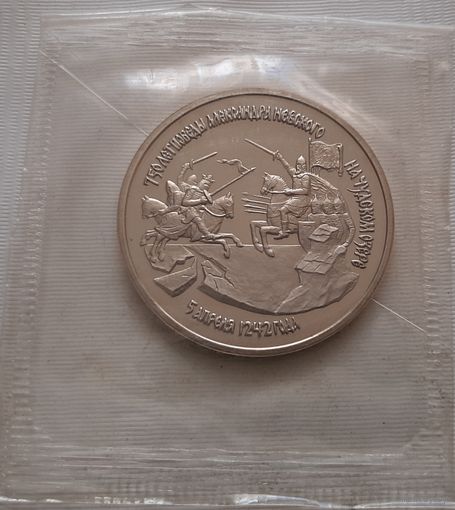 750 ЛЕТ ПОБЕДЫ АЛЕКСАНДРА НЕВСКОГО
НА ЧУДСКОМ ОЗЕРЕ
5 АПРЕЛЯ 1242 ГОДА